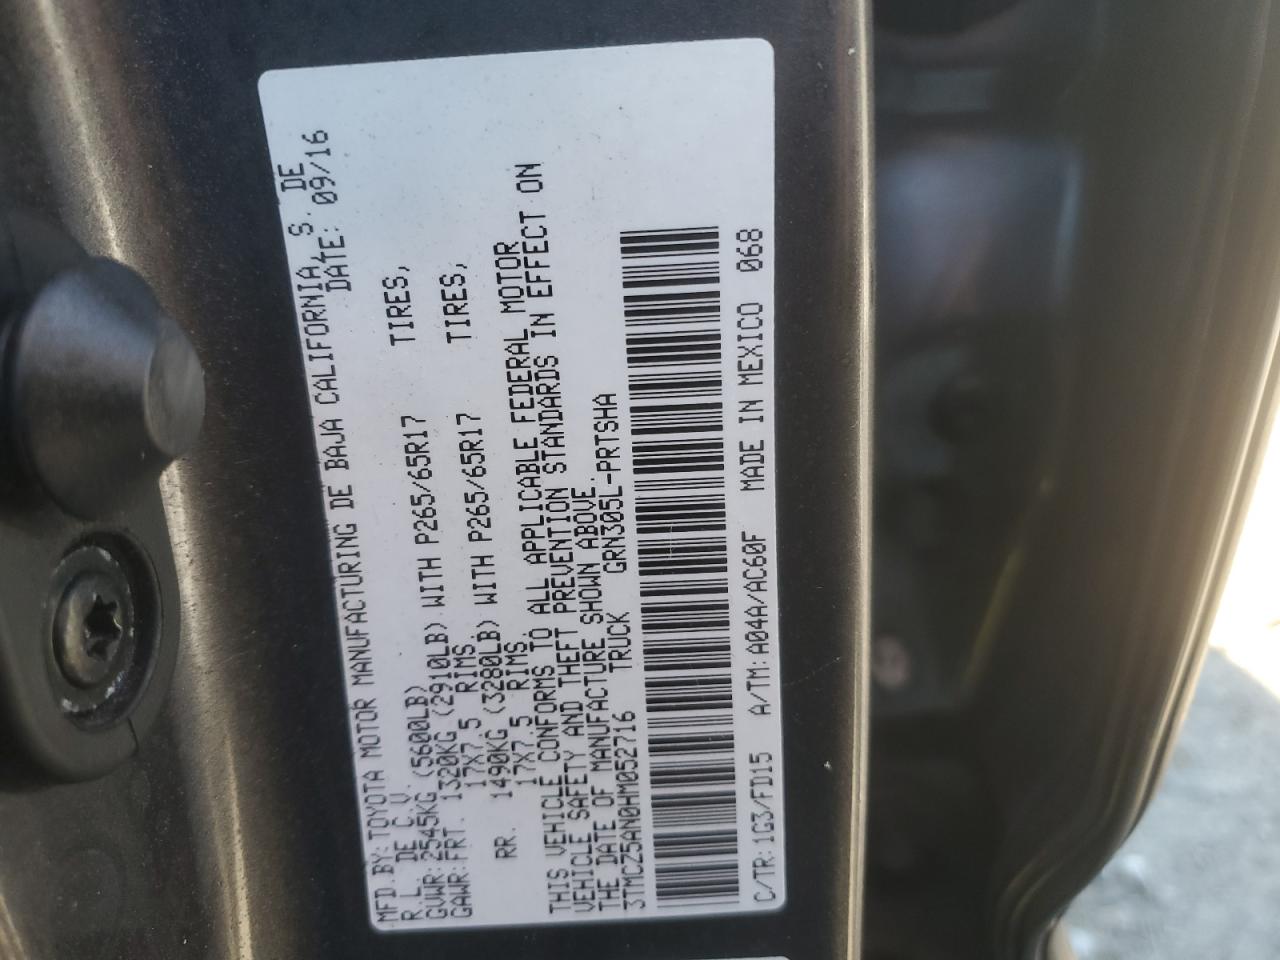 MFD.BY:TOYOTA MOTOR MANUFACTURING DE BAJA CALIFORNIA, S. DE
R.L. DE C.V. DATE: 09/16
GVWR:2545KG (5600LB)
GAWR:FRT. 1320KG (2910LB) WITH P265/65R17 TIRES,
17X7.5 RIMS.
RR. 1490KG (3280LB) WITH P265/65R17 TIRES,
17X7.5 RIMS.
THIS VEHICLE CONFORMS TO ALL APPLICABLE FEDERAL MOTOR
VEHICLE SAFETY AND THEFT PREVENTION STANDARDS IN EFFECT ON
THE DATE OF MANUFACTURE SHOWN ABOVE.
3TMCZ5AN0HM052716 TRUCK GRN305L-PRTSHA
C/TR:1G3/FD15 A/TM:A04A/AC60F MADE IN MEXICO 068